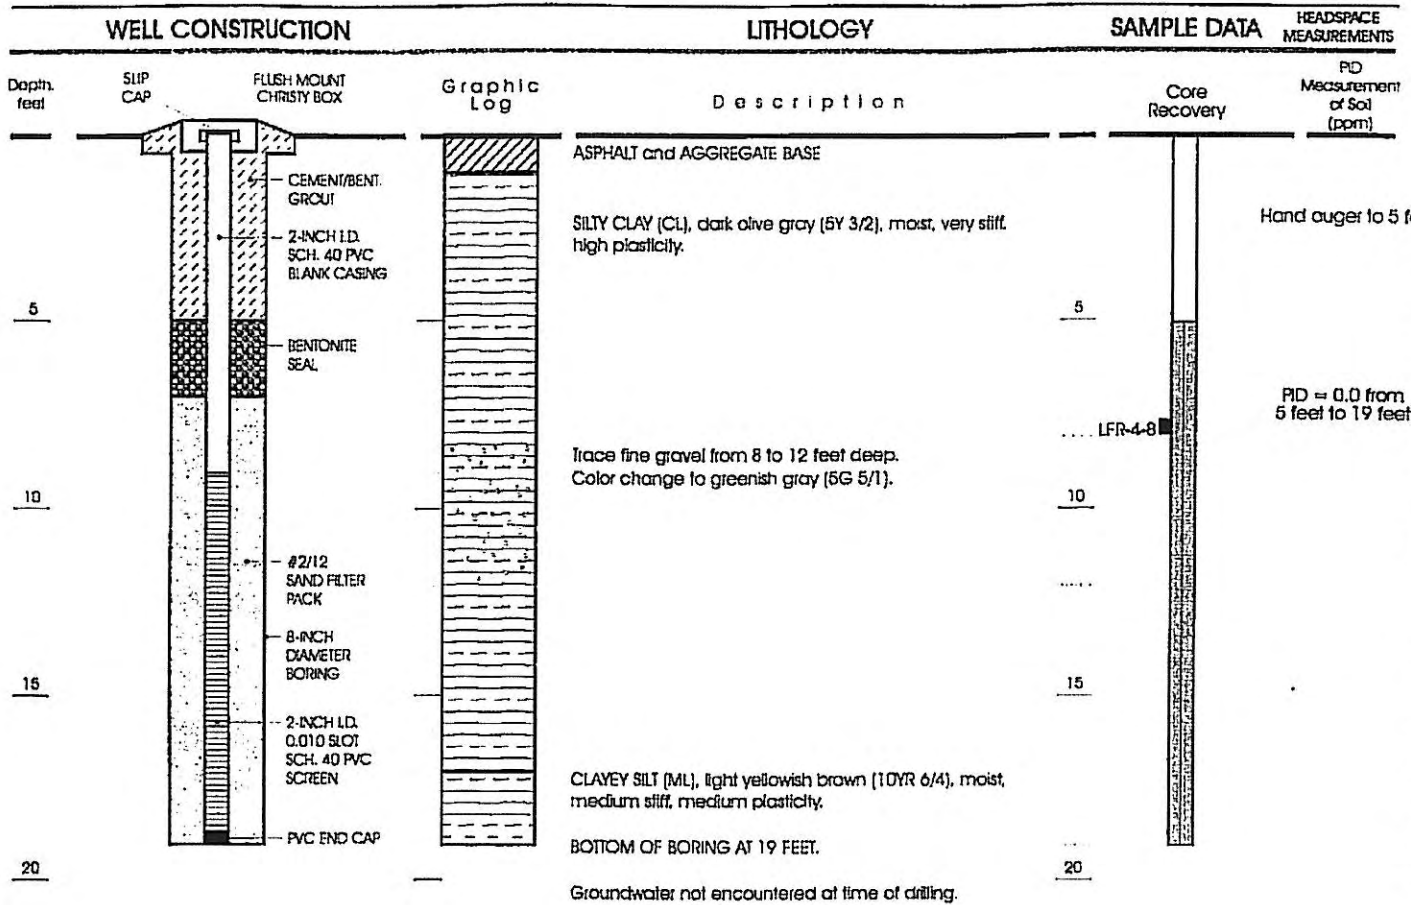 WELL CONSTRUCTION
LITHOLOGY
SAMPLE DATA
HEADSPACE
MEASUREMENTS
Depth,
feet
SLIP
CAP
FLUSH MOUNT
CHRISTY BOX
Graphic
Log
Description
Core
Recovery
PID
Measurement
of Soil
(ppm)
CEMENT/BENT.
GROUT
2-INCH I.D.
SCH. 40 PVC
BLANK CASING
5
BENTONITE
SEAL
10
#2/12
SAND FILTER
PACK
8-INCH
DIAMETER
BORING
15
2-INCH I.D.
0.010 SLOT
SCH. 40 PVC
SCREEN
PVC END CAP
20
ASPHALT and AGGREGATE BASE
SILTY CLAY (CL), dark olive gray (5Y 3/2), moist, very stiff,
high plasticity.
Trace fine gravel from 8 to 12 feet deep.
Color change to greenish gray (5G 5/1).
CLAYEY SILT (ML), light yellowish brown (10YR 6/4), moist,
medium stiff, medium plasticity.
BOTTOM OF BORING AT 19 FEET.
Groundwater not encountered at time of drilling.
5
LFR-4-8
10
15
20
Hand auger to 5 f
PID = 0.0 from
5 feet to 19 feet